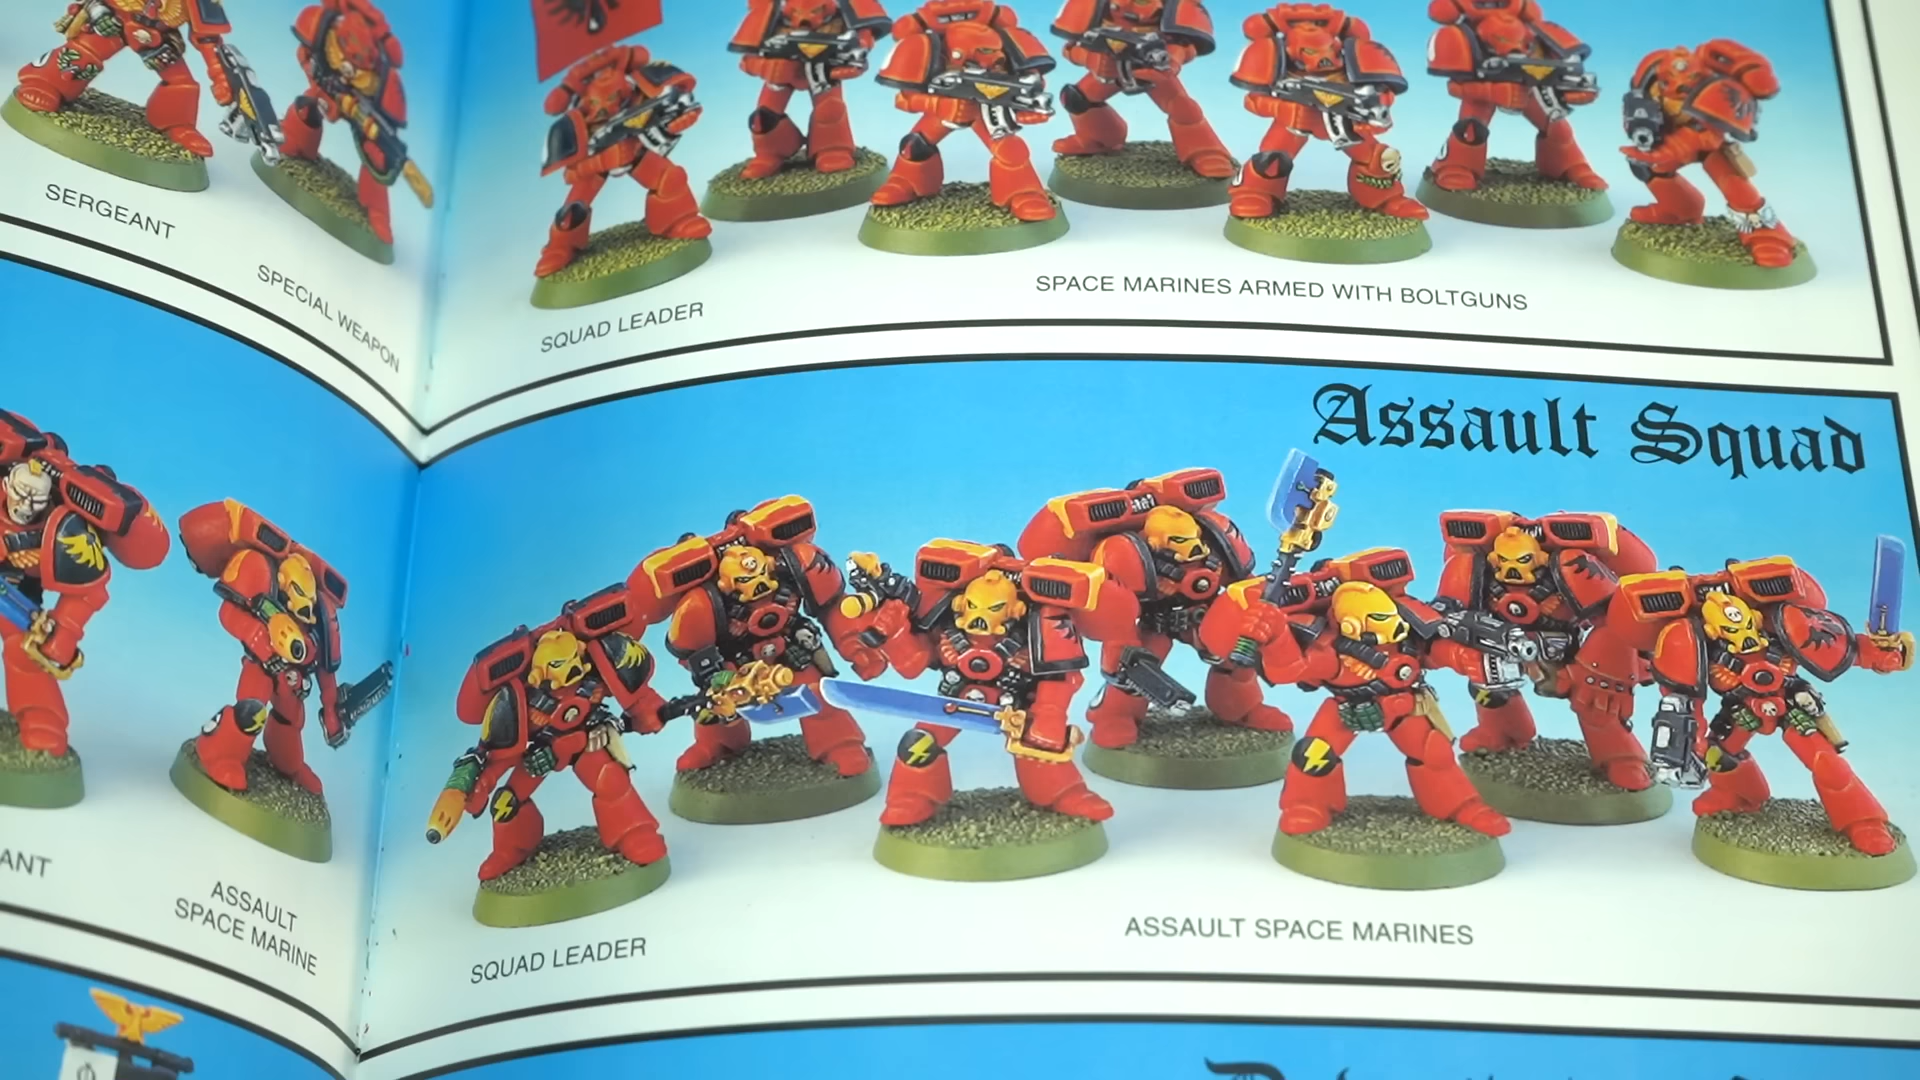 SERGEANT
SPECIAL WEAPON
SQUAD LEADER
SPACE MARINES ARMED WITH BOLTGUNS
Assault Squad
ANT
ASSAULT
SPACE MARINE
SQUAD LEADER
ASSAULT SPACE MARINES